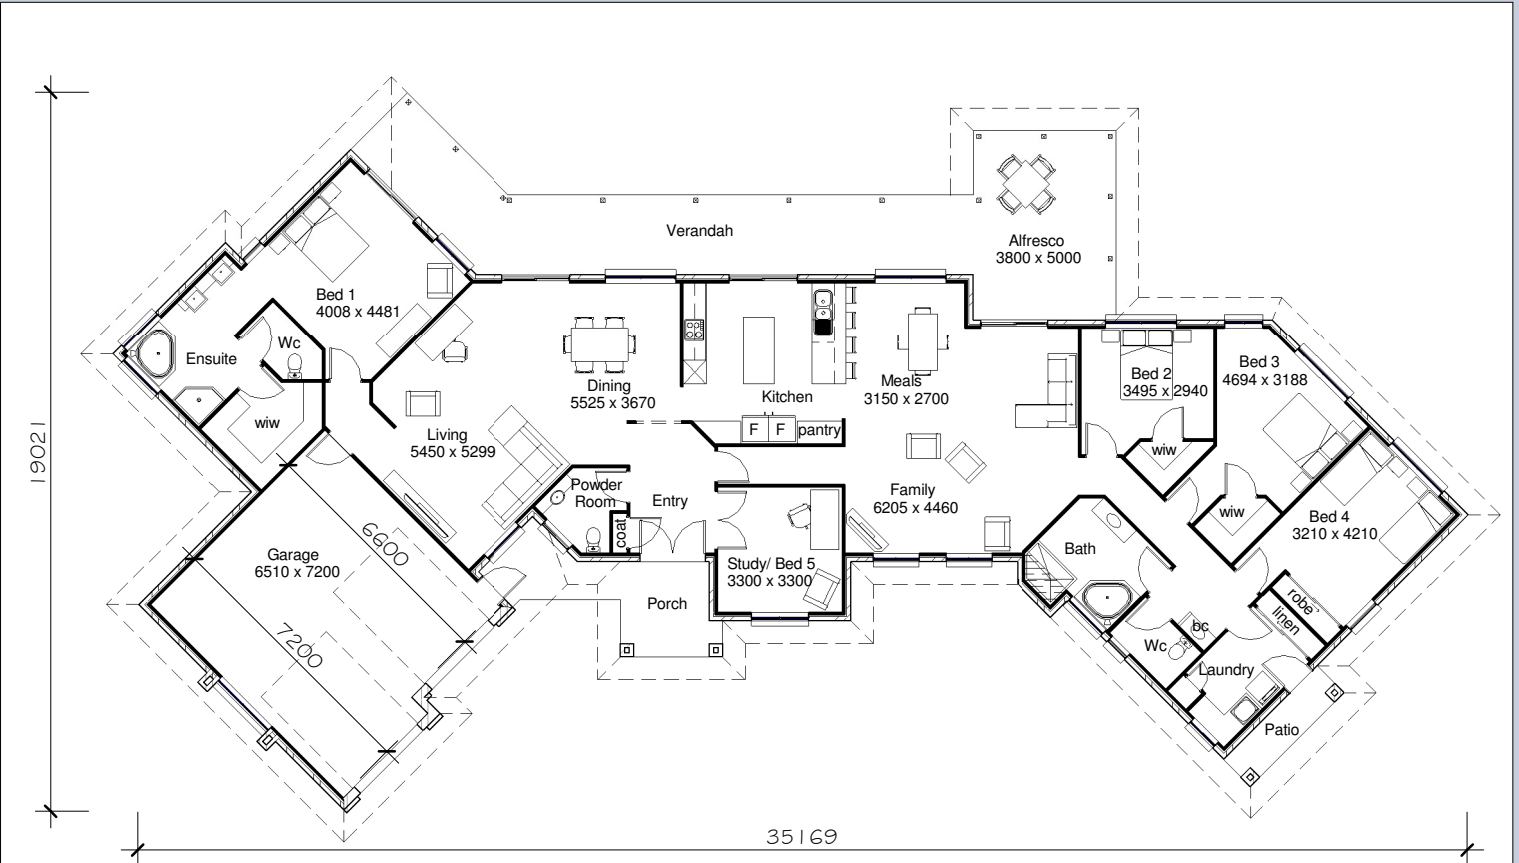 Verandah
Alfresco
3800 x 5000
Bed 1
4008 x 4481
Wc
Ensuite
wiw
Dining
5525 x 3670
Living
5450 x 5299
Kitchen
F F pantry
Meals
3150 x 2700
Bed 2
3495 x 2940
wiw
Bed 3
4694 x 3188
wiw
Bed 4
3210 x 4210
Family
6205 x 4460
Powder
Room
Entry
coat
Study/ Bed 5
3300 x 3300
Bath
Garage
6510 x 7200
6600
7200
Porch
robe
linen
bc
Wc
Laundry
Patio
19021
35169